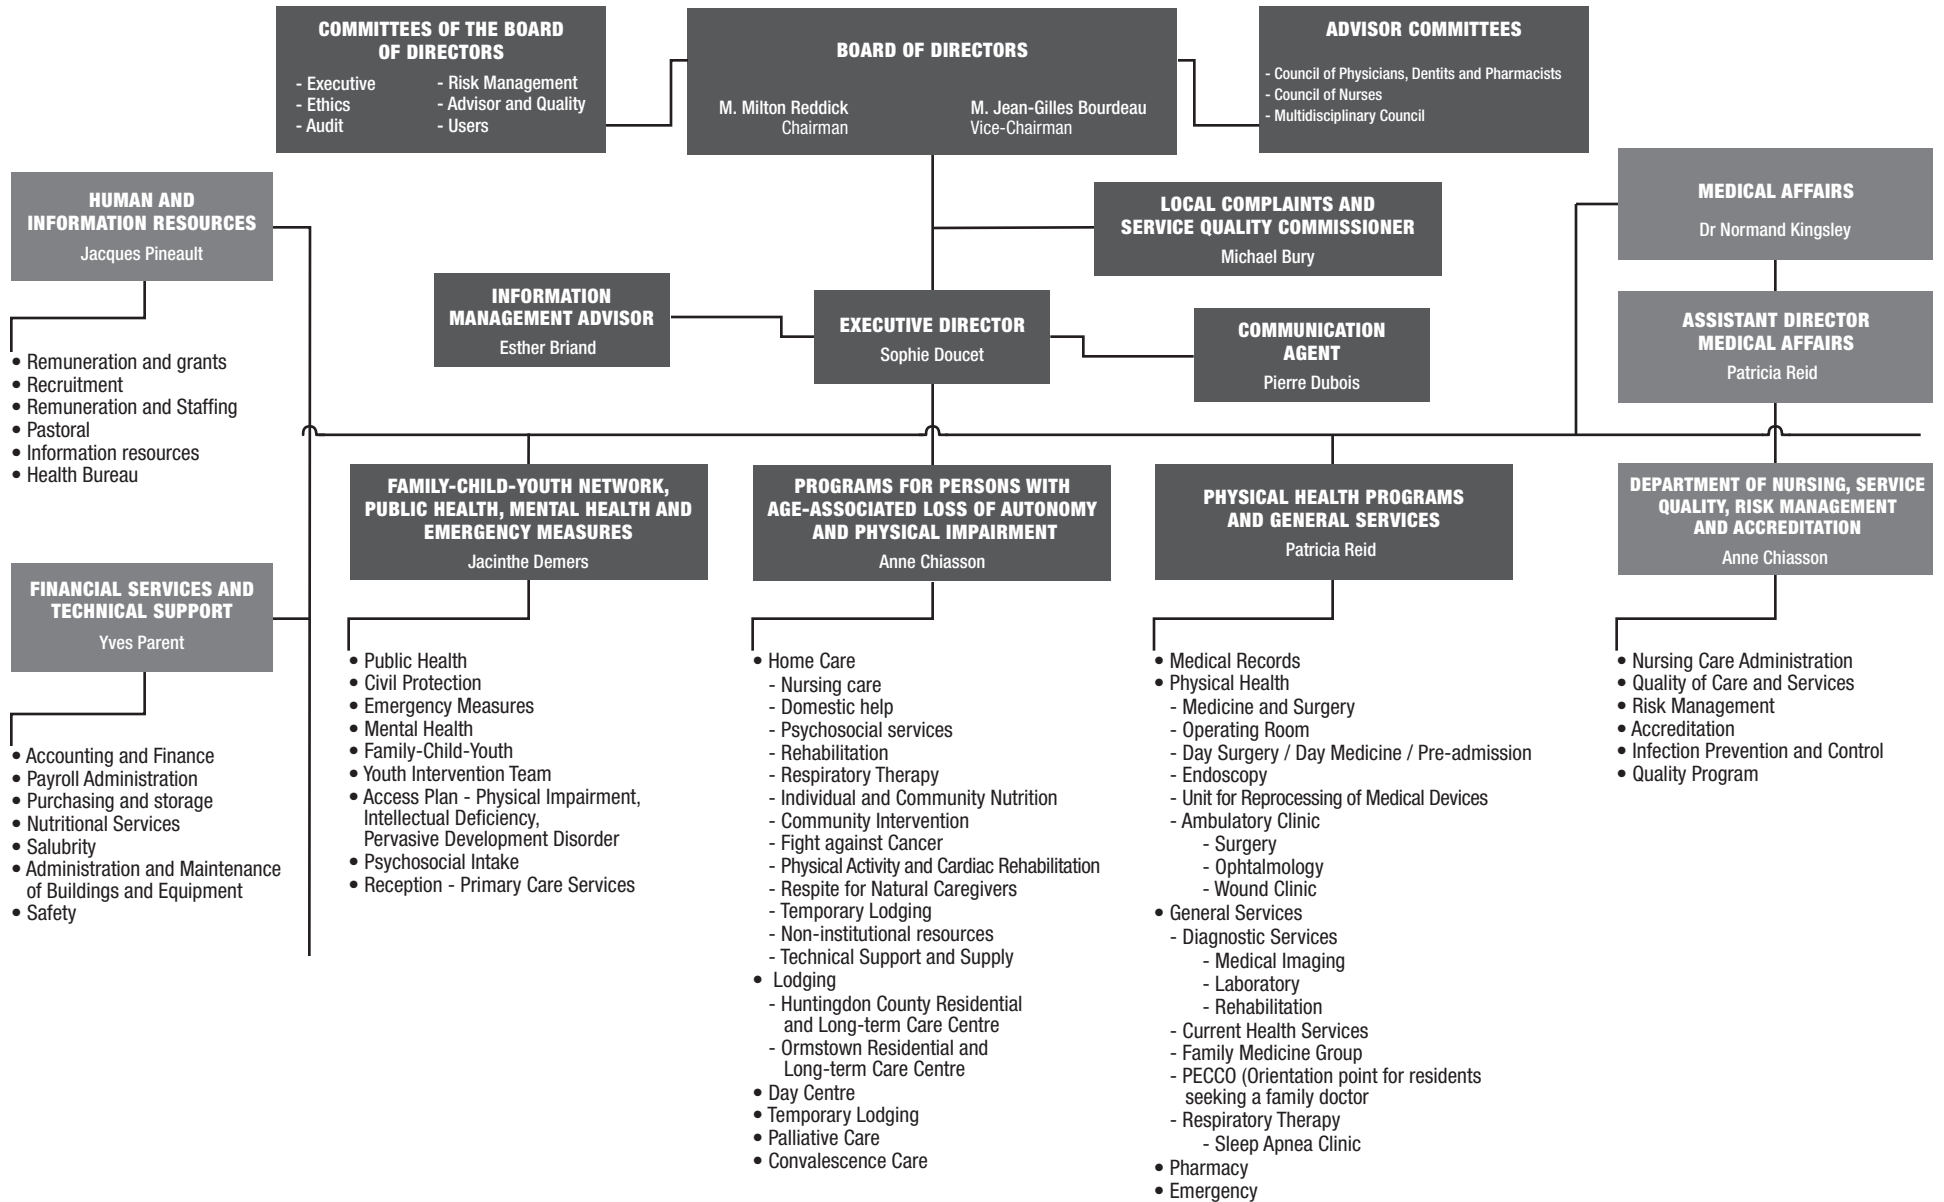 COMMITTEES OF THE BOARD
OF DIRECTORS
- Executive
- Ethics
- Audit
- Risk Management
- Advisor and Quality
- Users
BOARD OF DIRECTORS
M. Milton Reddick
Chairman
M. Jean-Gilles Bourdeau
Vice-Chairman
ADVISOR COMMITTEES
- Council of Physicians, Dentits and Pharmacists
- Council of Nurses
- Multidisciplinary Council
HUMAN AND
INFORMATION RESOURCES
Jacques Pineault
• Remuneration and grants
• Recruitment
• Remuneration and Staffing
• Pastoral
• Information resources
• Health Bureau
LOCAL COMPLAINTS AND
SERVICE QUALITY COMMISSIONER
Michael Bury
MEDICAL AFFAIRS
Dr Normand Kingsley
INFORMATION
MANAGEMENT ADVISOR
Esther Briand
EXECUTIVE DIRECTOR
Sophie Doucet
COMMUNICATION
AGENT
Pierre Dubois
ASSISTANT DIRECTOR
MEDICAL AFFAIRS
Patricia Reid
FINANCIAL SERVICES AND
TECHNICAL SUPPORT
Yves Parent
• Accounting and Finance
• Payroll Administration
• Purchasing and storage
• Nutritional Services
• Salubrity
• Administration and Maintenance
of Buildings and Equipment
• Safety
FAMILY-CHILD-YOUTH NETWORK,
PUBLIC HEALTH, MENTAL HEALTH AND
EMERGENCY MEASURES
Jacinthe Demers
• Public Health
• Civil Protection
• Emergency Measures
• Mental Health
• Family-Child-Youth
• Youth Intervention Team
• Access Plan - Physical Impairment,
Intellectual Deficiency,
Pervasive Development Disorder
• Psychosocial Intake
• Reception - Primary Care Services
PROGRAMS FOR PERSONS WITH
AGE-ASSOCIATED LOSS OF AUTONOMY
AND PHYSICAL IMPAIRMENT
Anne Chiasson
• Home Care
- Nursing care
- Domestic help
- Psychosocial services
- Rehabilitation
- Respiratory Therapy
- Individual and Community Nutrition
- Community Intervention
- Fight against Cancer
- Physical Activity and Cardiac Rehabilitation
- Respite for Natural Caregivers
- Temporary Lodging
- Non-institutional resources
- Technical Support and Supply
• Lodging
- Huntingdon County Residential
and Long-term Care Centre
- Ormstown Residential and
Long-term Care Centre
• Day Centre
• Temporary Lodging
• Palliative Care
• Convalescence Care
PHYSICAL HEALTH PROGRAMS
AND GENERAL SERVICES
Patricia Reid
• Medical Records
• Physical Health
- Medicine and Surgery
- Operating Room
- Day Surgery / Day Medicine / Pre-admission
- Endoscopy
- Unit for Reprocessing of Medical Devices
- Ambulatory Clinic
- Surgery
- Ophtalmology
- Wound Clinic
• General Services
- Diagnostic Services
- Medical Imaging
- Laboratory
- Rehabilitation
- Current Health Services
- Family Medicine Group
- PECCO (Orientation point for residents
seeking a family doctor
- Respiratory Therapy
- Sleep Apnea Clinic
• Pharmacy
• Emergency
DEPARTMENT OF NURSING, SERVICE
QUALITY, RISK MANAGEMENT
AND ACCREDITATION
Anne Chiasson
• Nursing Care Administration
• Quality of Care and Services
• Risk Management
• Accreditation
• Infection Prevention and Control
• Quality Program